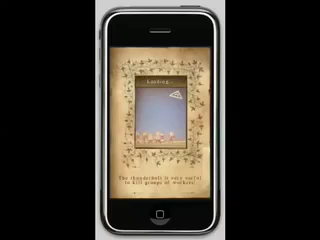 Loading...
The thunderbolt is very useful
to kill groups of workers!